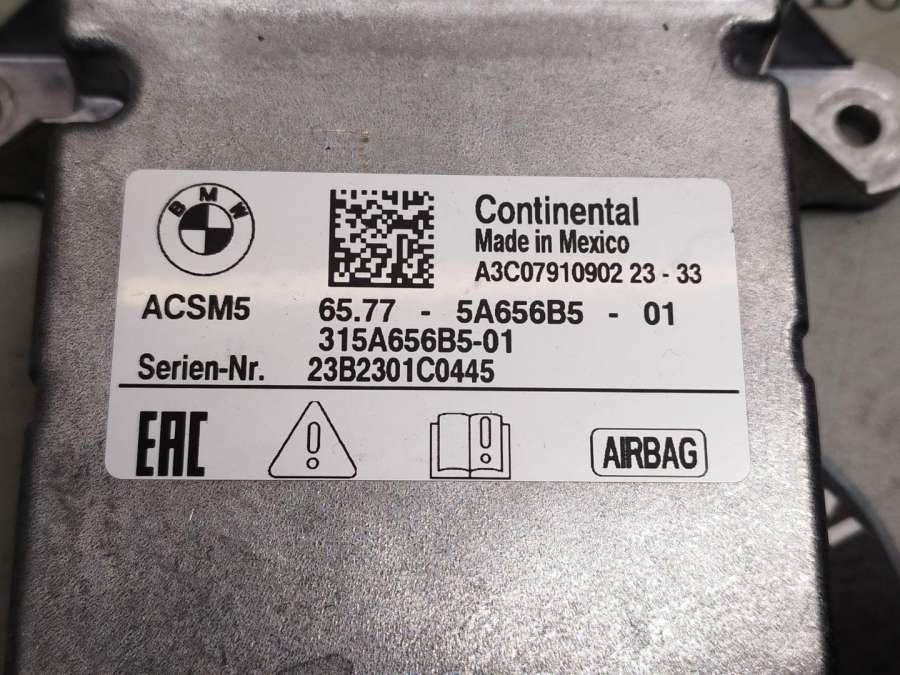 BMW
Continental
Made in Mexico
A3C07910902 23 - 33
ACSM5 65.77 - 5A656B5 - 01
315A656B5-01
Serien-Nr. 23B2301C0445
EAC
AIRBAG